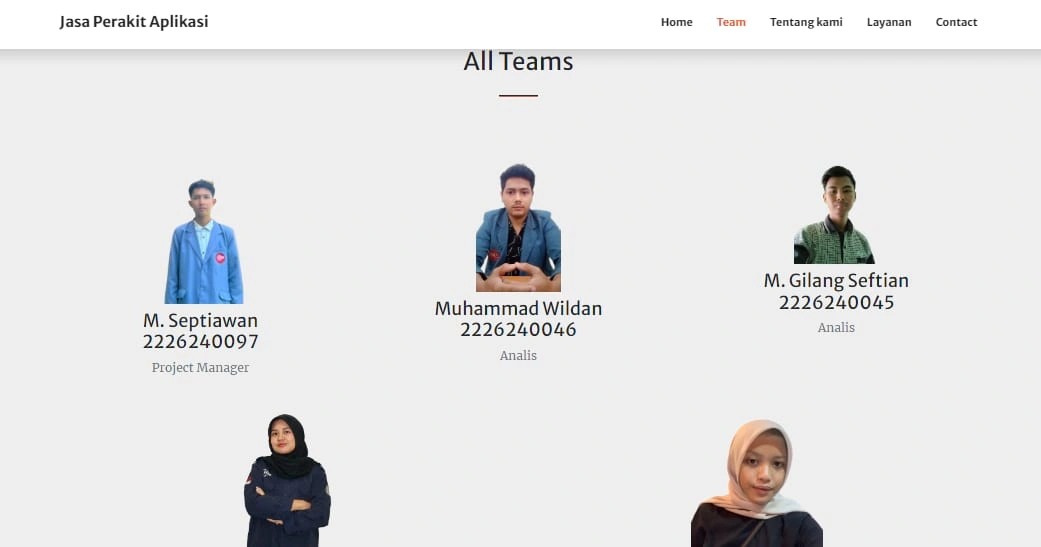 Jasa Perakit Aplikasi
Home Team Tentang kami Layanan Contact
All Teams
M. Septiawan
2226240097
Project Manager
Muhammad Wildan
2226240046
Analis
M. Gilang Seftian
2226240045
Analis